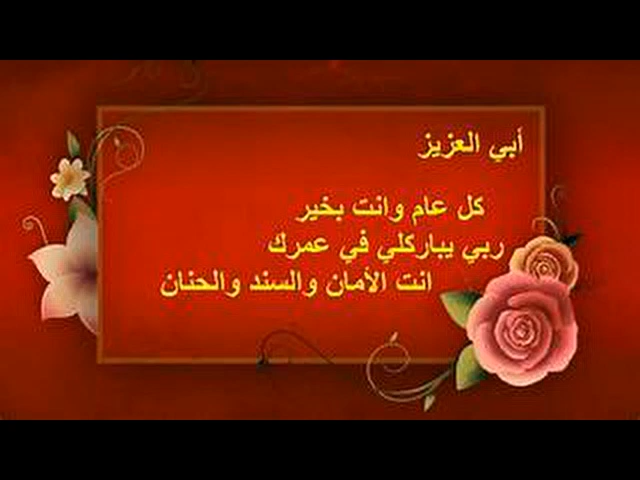 أبي العزيز
كل عام وانت بخير
ربي يباركلي في عمرك
انت الأمان والسند والحنان